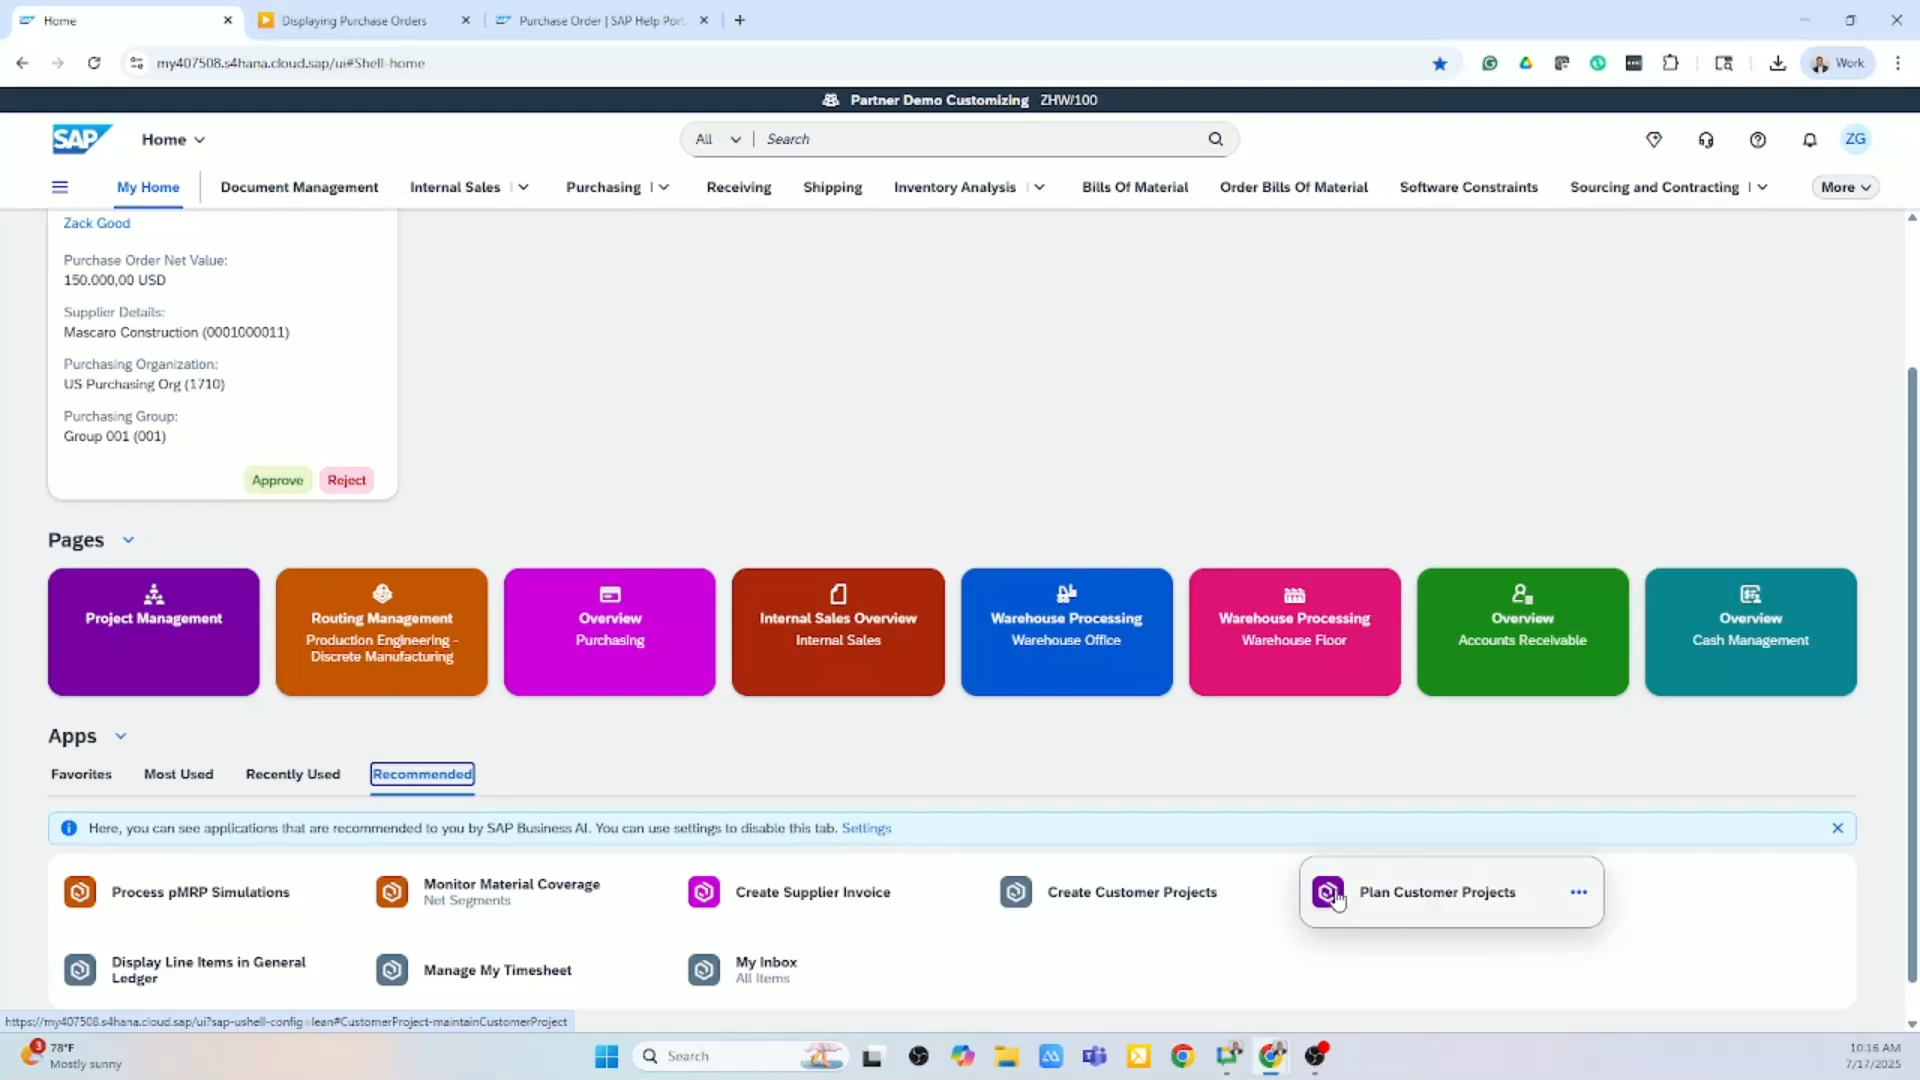 Home
Displaying Purchase Orders
Purchase Order | SAP Help Port
my407508.s4hana.cloud.sap/ui#Shell-home
Work
Partner Demo Customizing ZHW/100
SAP
Home
All
Search
ZG
My Home
Document Management
Internal Sales
Purchasing
Receiving
Shipping
Inventory Analysis
Bills Of Material
Order Bills Of Material
Software Constraints
Sourcing and Contracting
More
Zack Good
Purchase Order Net Value:
150.000,00 USD
Supplier Details:
Mascaro Construction (0001000011)
Purchasing Organization:
US Purchasing Org (1710)
Purchasing Group:
Group 001 (001)
Approve
Reject
Pages
Project Management
Routing Management
Production Engineering -
Discrete Manufacturing
Overview
Purchasing
Internal Sales Overview
Internal Sales
Warehouse Processing
Warehouse Office
Warehouse Processing
Warehouse Floor
Overview
Accounts Receivable
Overview
Cash Management
Apps
Favorites
Most Used
Recently Used
Recommended
Here, you can see applications that are recommended to you by SAP Business AI. You can use settings to disable this tab. Settings
Process pMRP Simulations
Monitor Material Coverage
Net Segments
Create Supplier Invoice
Create Customer Projects
Plan Customer Projects
Display Line Items in General
Ledger
Manage My Timesheet
My Inbox
All Items
https://my407508.s4hana.cloud.sap/ui?sap-ushell-config=lean#CustomerProject-maintainCustomerProject
3
78°F
Mostly sunny
Search
10:16 AM
7/17/2025